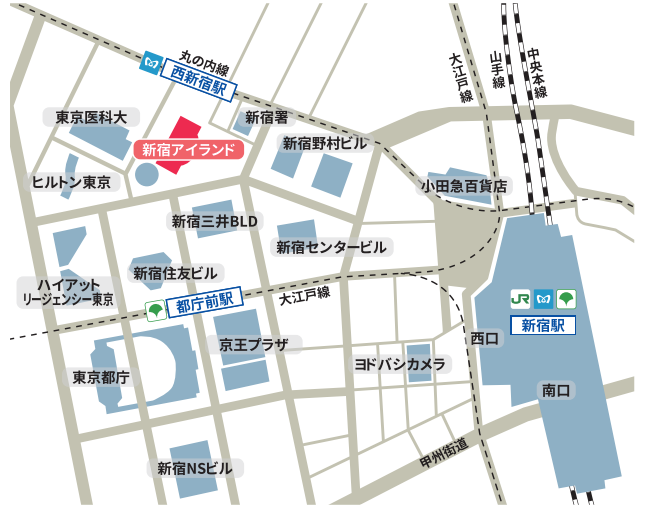 丸の内線
西新宿駅
大江戸線
山手線
中央本線
東京医科大
新宿署
新宿アイランド
新宿野村ビル
ヒルトン東京
小田急百貨店
新宿三井BLD
新宿センタービル
新宿住友ビル
ハイアット
リージェンシー東京
都庁前駅
大江戸線
JR
新宿駅
京王プラザ
西口
ヨドバシカメラ
東京都庁
南口
甲州街道
新宿NSビル